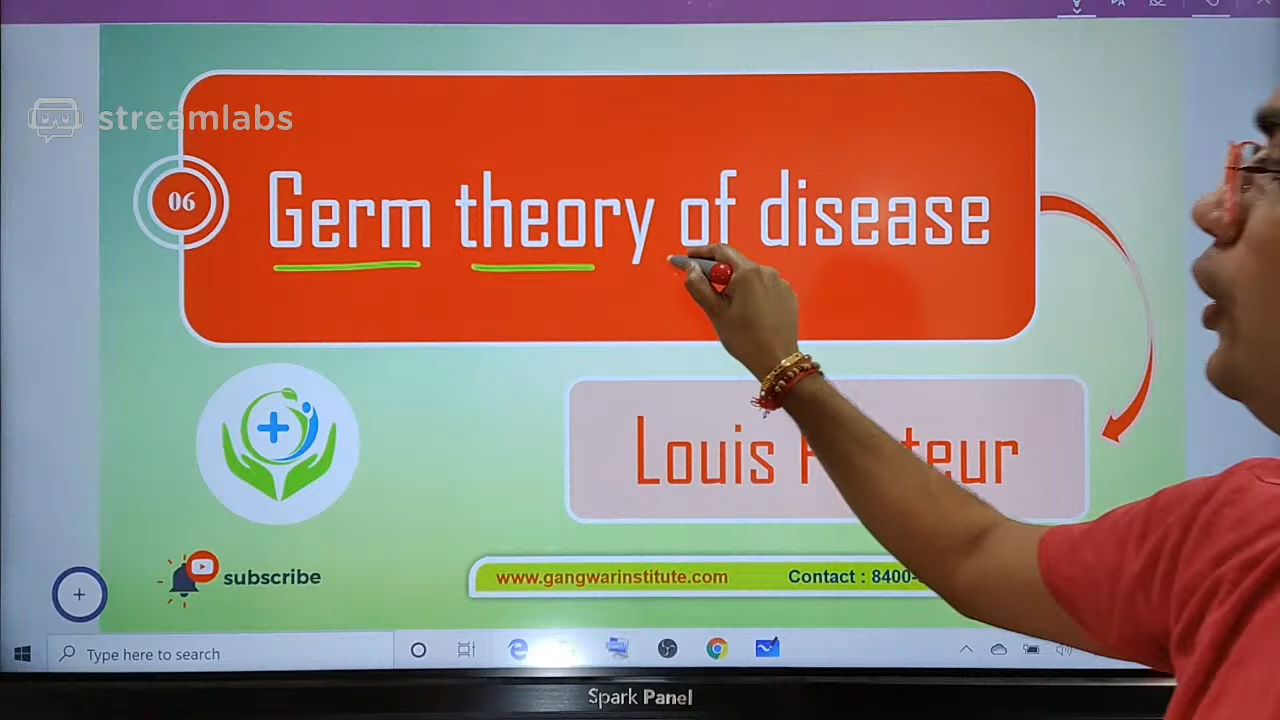 streamlabs
06
Germ theory of disease
Louis
subscribe
www.gangwarinstitute.com
Contact : 8400
Type here to search
Spark Panel